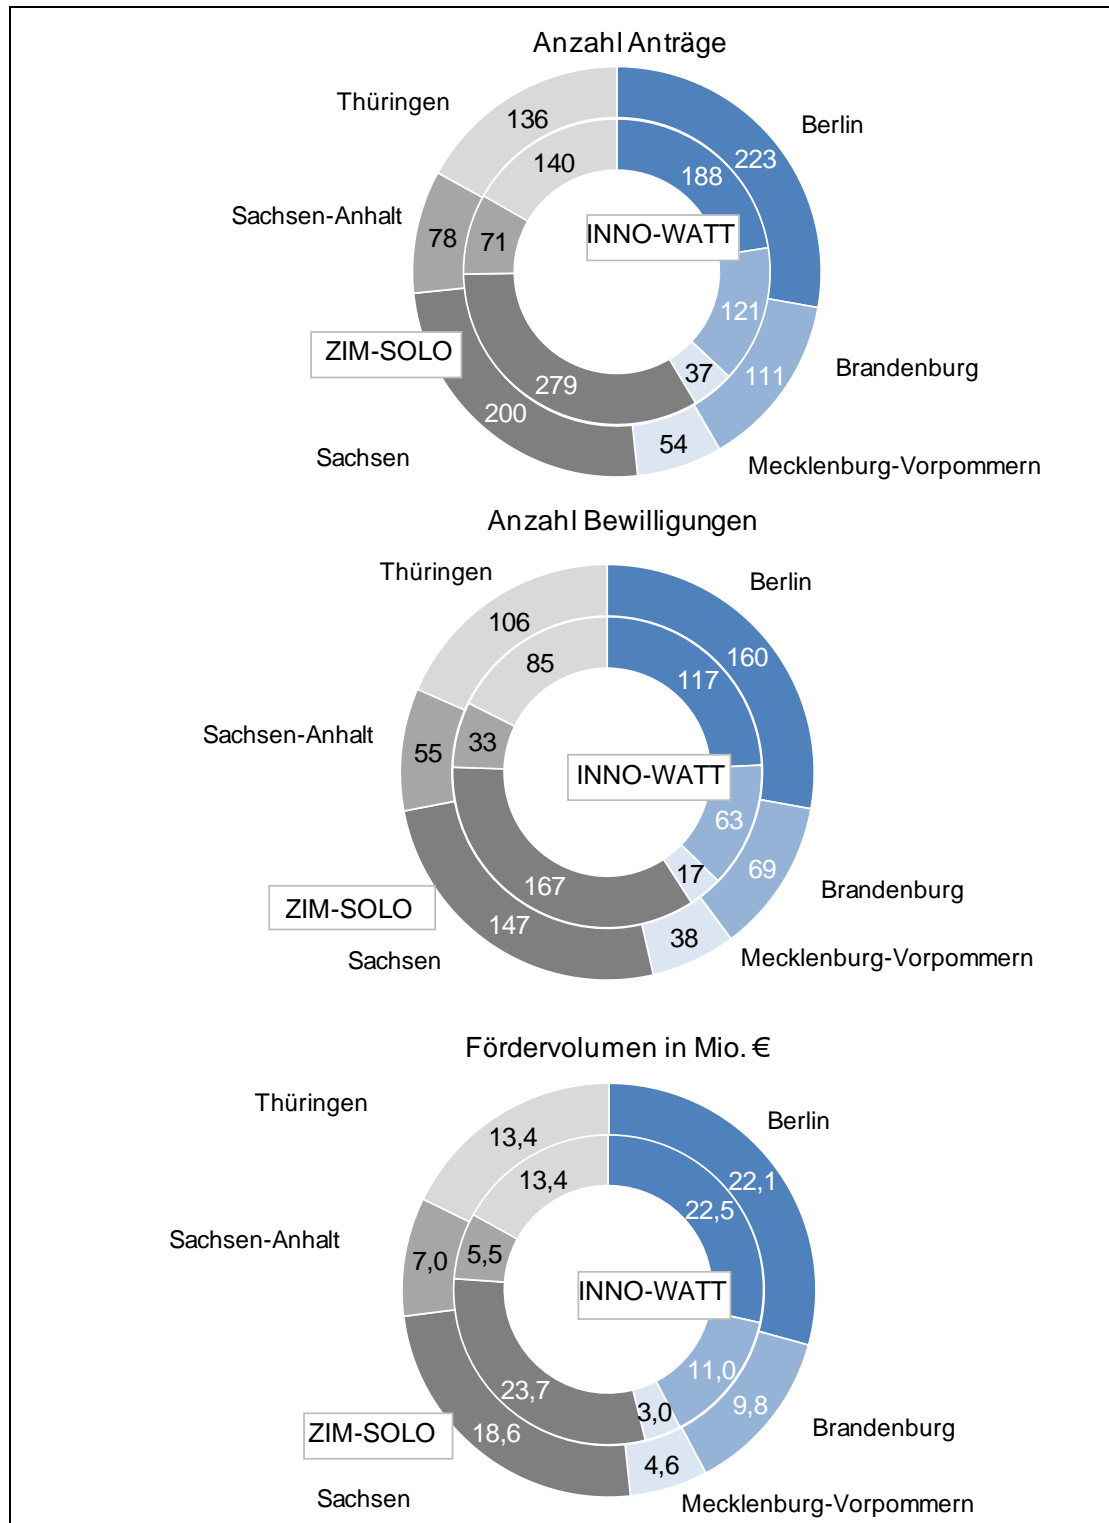 Anzahl Anträge
Thüringen
Berlin
136
223
140
188
Sachsen-Anhalt
INNO-WATT
78
71
121
ZIM-SOLO
Brandenburg
37
111
279
200
54
Sachsen
Mecklenburg-Vorpommern
Anzahl Bewilligungen
Thüringen
Berlin
106
160
85
117
Sachsen-Anhalt
55
33
INNO-WATT
63
17
69
167
Brandenburg
ZIM-SOLO
147
38
Sachsen
Mecklenburg-Vorpommern
Fördervolumen in Mio. €
Thüringen
Berlin
13,4
22,1
13,4
22,5
Sachsen-Anhalt
7,0
5,5
INNO-WATT
11,0
23,7
3,0
9,8
ZIM-SOLO
18,6
Brandenburg
4,6
Sachsen
Mecklenburg-Vorpommern